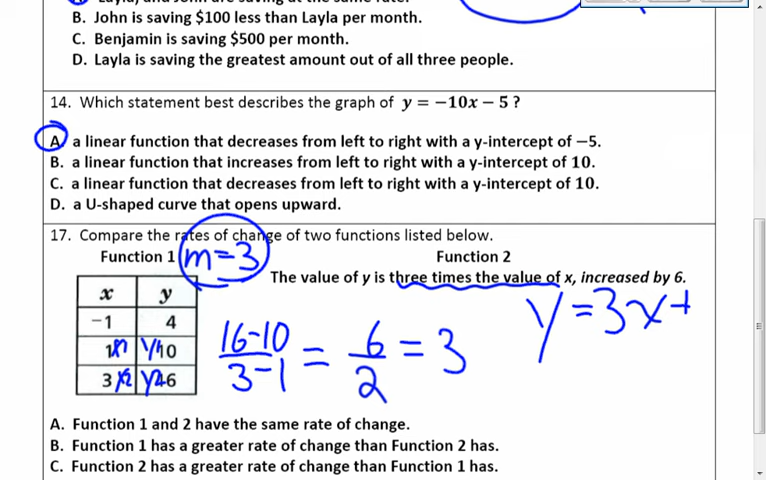 B. John is saving $100 less than Layla per month.
C. Benjamin is saving $500 per month.
D. Layla is saving the greatest amount out of all three people.
14. Which statement best describes the graph of y = −10x − 5 ?
A. a linear function that decreases from left to right with a y-intercept of −5.
B. a linear function that increases from left to right with a y-intercept of 10.
C. a linear function that decreases from left to right with a y-intercept of 10.
D. a U-shaped curve that opens upward.
17. Compare the rates of change of two functions listed below.
Function 1 m=3 Function 2
The value of y is three times the value of x, increased by 6.
x y
−1 4
1 10
3 16
16-10 / 3-1 = 6/2 = 3
y=3x+
A. Function 1 and 2 have the same rate of change.
B. Function 1 has a greater rate of change than Function 2 has.
C. Function 2 has a greater rate of change than Function 1 has.